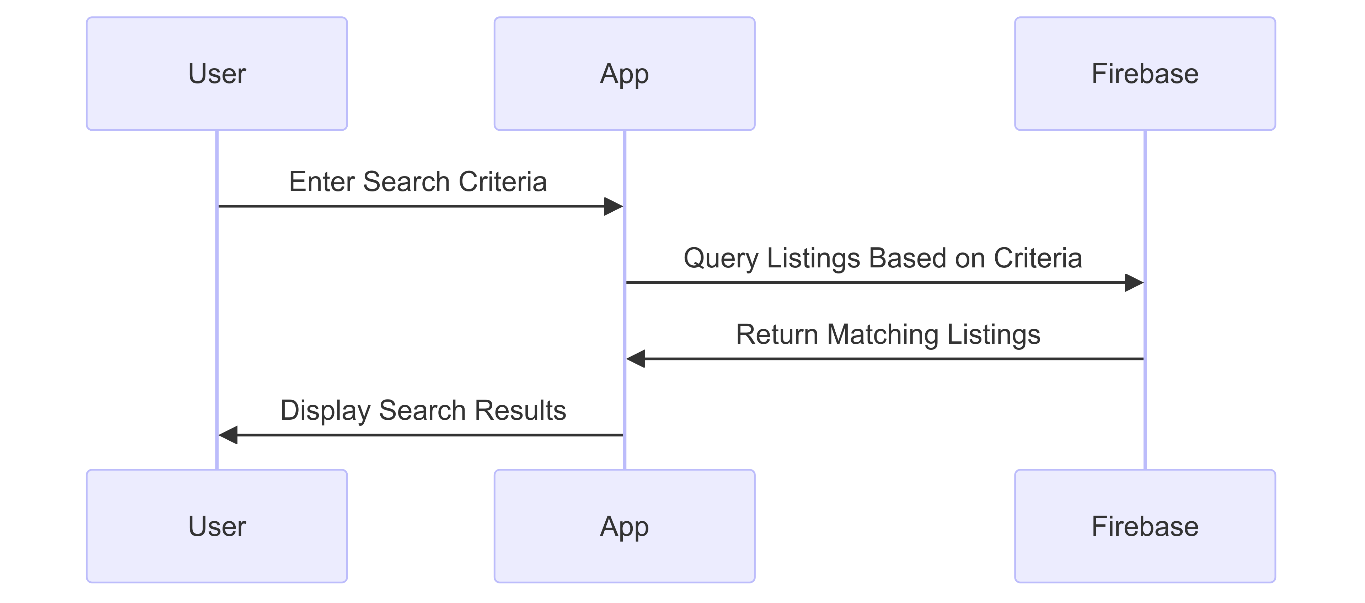 User
App
Firebase
Enter Search Criteria
Query Listings Based on Criteria
Return Matching Listings
Display Search Results
User
App
Firebase